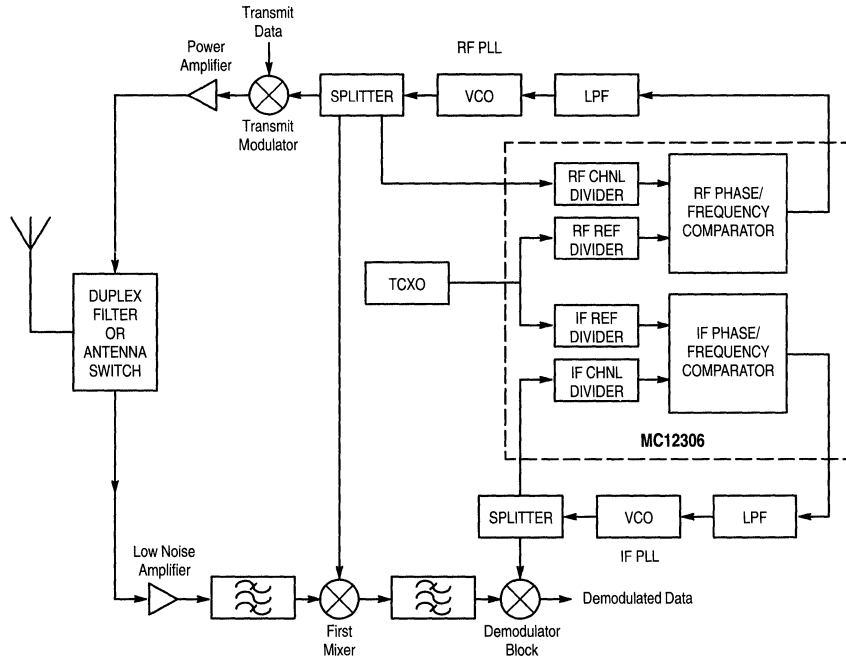 Transmit
Data
RF PLL
Power
Amplifier
SPLITTER
VCO
LPF
Transmit
Modulator
RF CHNL
DIVIDER
RF PHASE/
FREQUENCY
COMPARATOR
RF REF
DIVIDER
TCXO
DUPLEX
FILTER
OR
ANTENNA
SWITCH
IF REF
DIVIDER
IF PHASE/
FREQUENCY
COMPARATOR
IF CHNL
DIVIDER
MC12306
SPLITTER
VCO
LPF
IF PLL
Low Noise
Amplifier
First
Mixer
Demodulator
Block
Demodulated Data